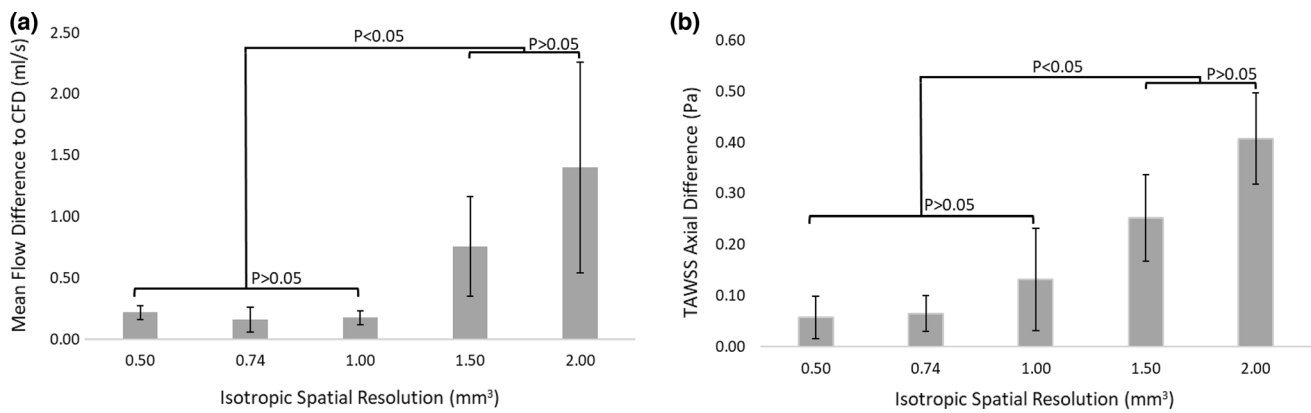 (a)
Mean Flow Difference to CFD (ml/s)
2.50
2.00
1.50
1.00
0.50
0.00
P<0.05
P>0.05
P>0.05
0.50 0.74 1.00 1.50 2.00
Isotropic Spatial Resolution (mm³)
(b)
TAWSS Axial Difference (Pa)
0.60
0.50
0.40
0.30
0.20
0.10
0.00
P<0.05
P>0.05
P>0.05
0.50 0.74 1.00 1.50 2.00
Isotropic Spatial Resolution (mm³)